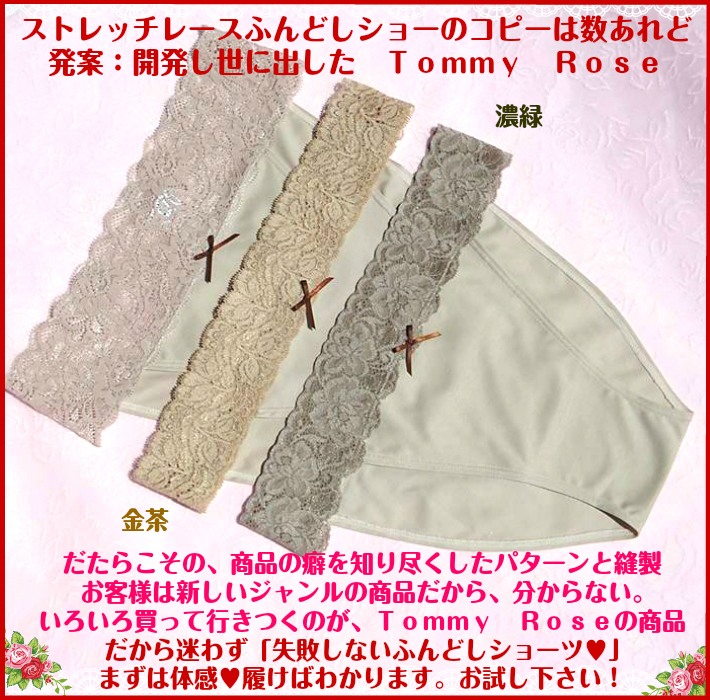 ストレッチレースふんどしショーのコピーは数あれど
発案：開発し世に出した　Ｔｏｍｍｙ　Ｒｏｓｅ
濃緑
金茶
だたらこその、商品の癖を知り尽くしたパターンと縫製
お客様は新しいジャンルの商品だから、分からない。
いろいろ買って行きつくのが、Ｔｏｍｍｙ　Ｒｏｓｅの商品
だから迷わず「失敗しないふんどしショーツ♥」
まずは体感♥履けばわかります。お試し下さい！